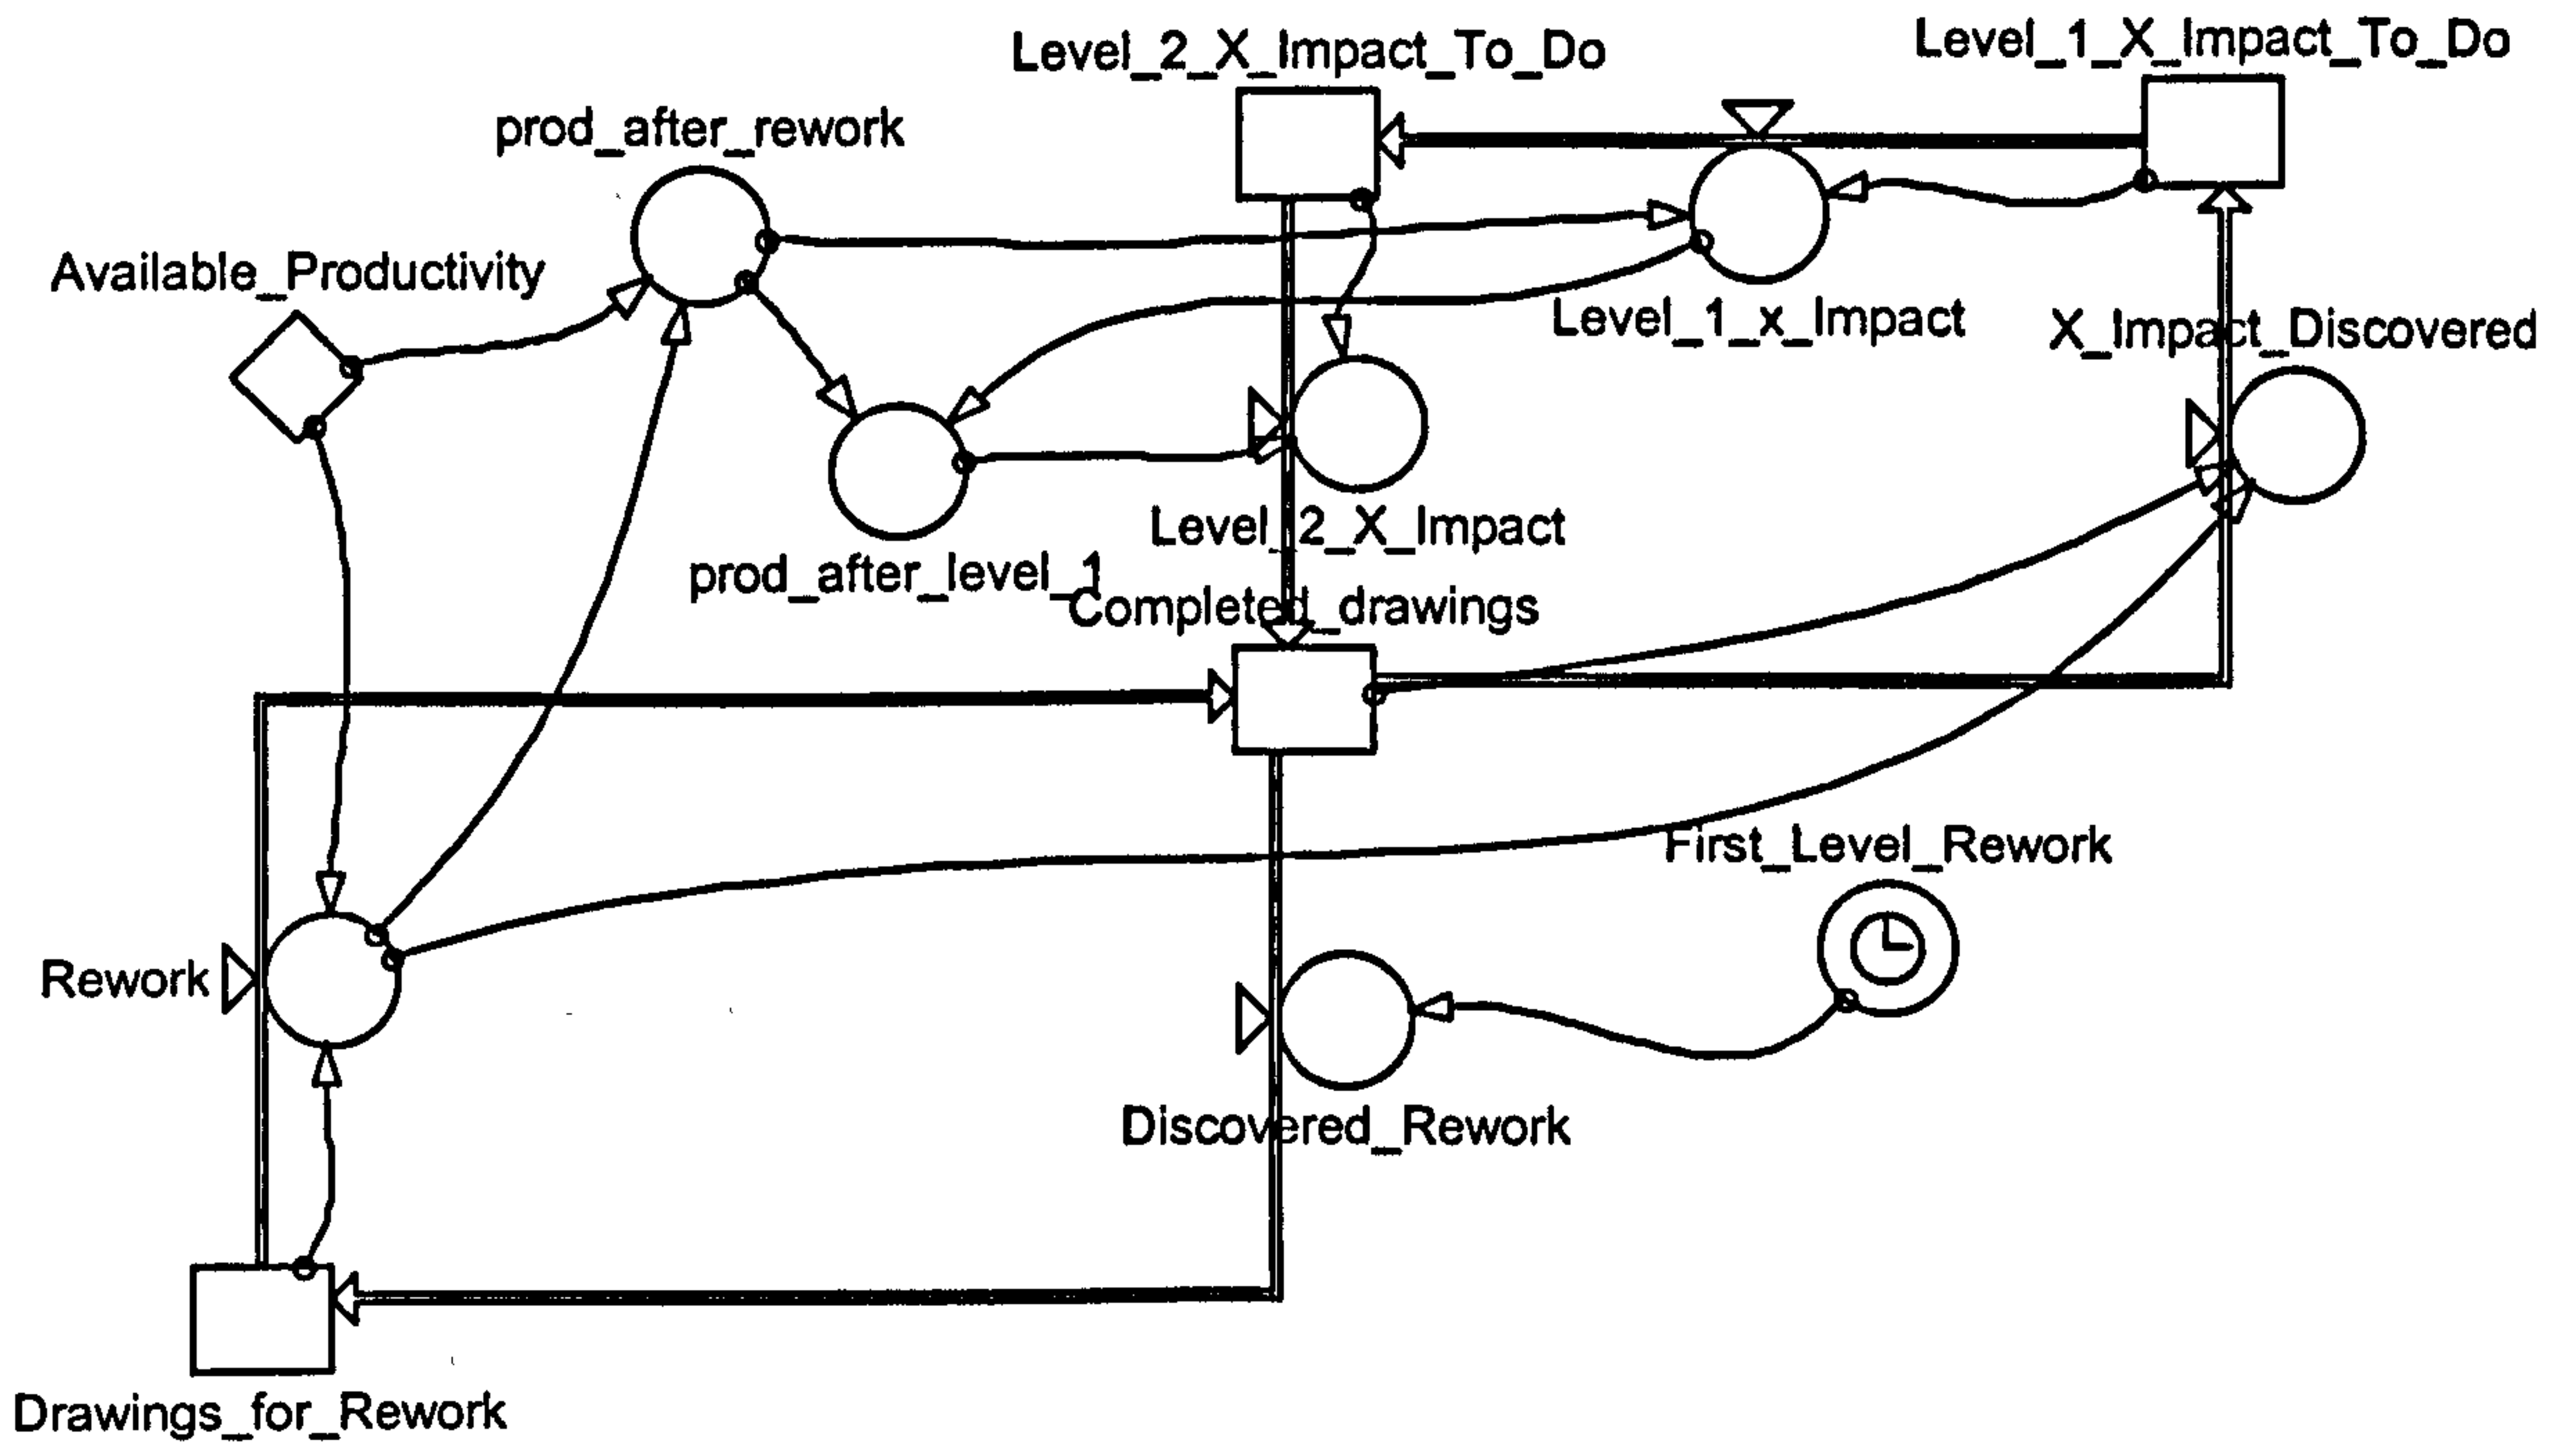 Level_1_X_Impact_To_Do
Level_2_X_Impact_To_Do
prod_after_rework
Available_Productivity
Level_1_x_Impact
X_Impact_Discovered
Level_2_X_Impact
prod_after_level_1
Completed_drawings
First_Level_Rework
Rework
Discovered_Rework
Drawings_for_Rework